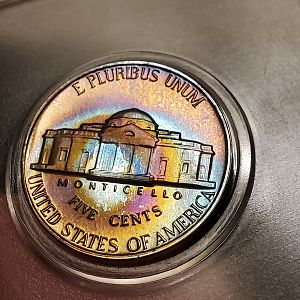 E PLURIBUS UNUM
MONTICELLO
FIVE CENTS
UNITED STATES OF AMERICA